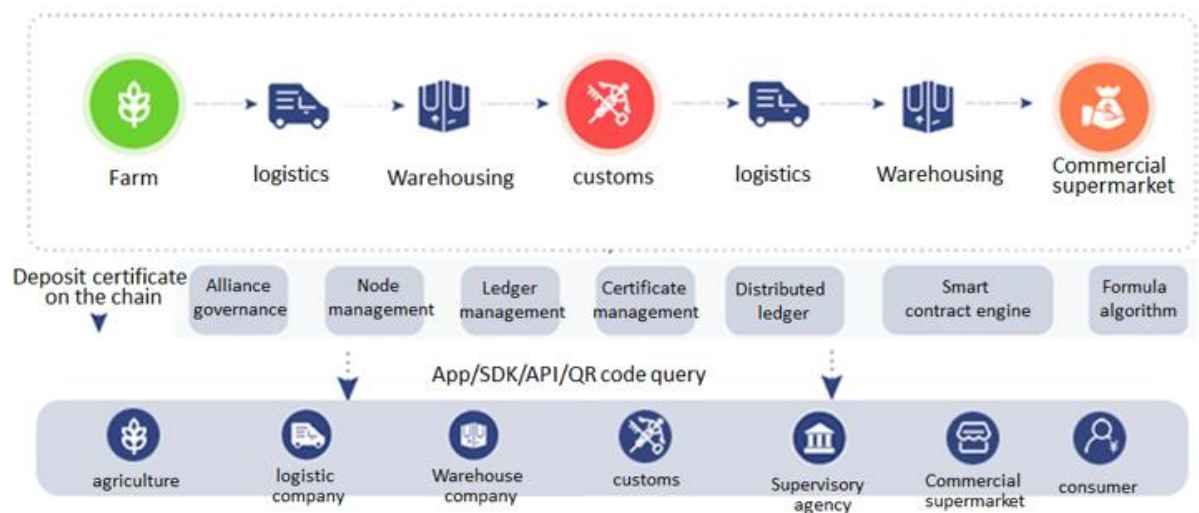 Farm
logistics
Warehousing
customs
logistics
Warehousing
Commercial
supermarket
Deposit certificate
on the chain
Alliance
governance
Node
management
Ledger
management
Certificate
management
Distributed
ledger
Smart
contract engine
Formula
algorithm
App/SDK/API/QR code query
agriculture
logistic
company
Warehouse
company
customs
Supervisory
agency
Commercial
supermarket
consumer